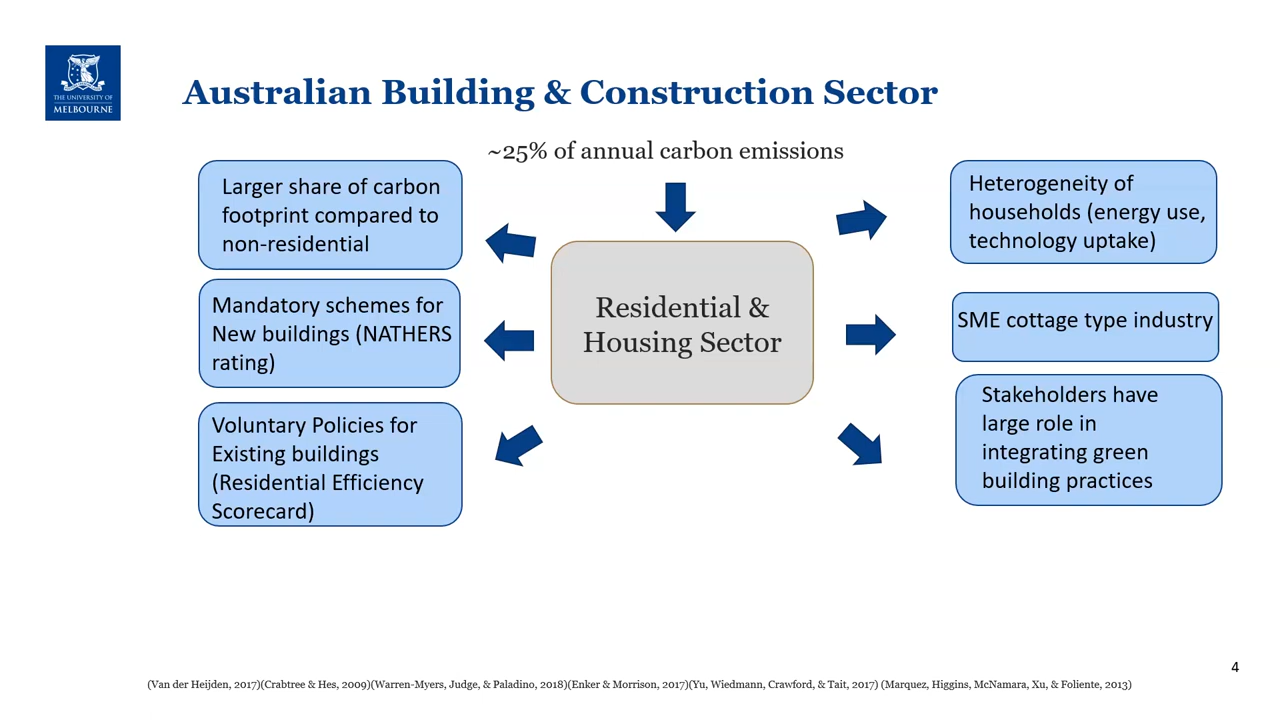 THE UNIVERSITY OF
MELBOURNE
Australian Building & Construction Sector
~25% of annual carbon emissions
Larger share of carbon
footprint compared to
non-residential
Mandatory schemes for
New buildings (NATHERS
rating)
Voluntary Policies for
Existing buildings
(Residential Efficiency
Scorecard)
Residential &
Housing Sector
Heterogeneity of
households (energy use,
technology uptake)
SME cottage type industry
Stakeholders have
large role in
integrating green
building practices
4
(Van der Heijden, 2017)(Crabtree & Hes, 2009)(Warren-Myers, Judge, & Paladino, 2018)(Enker & Morrison, 2017)(Yu, Wiedmann, Crawford, & Tait, 2017) (Marquez, Higgins, McNamara, Xu, & Foliente, 2013)